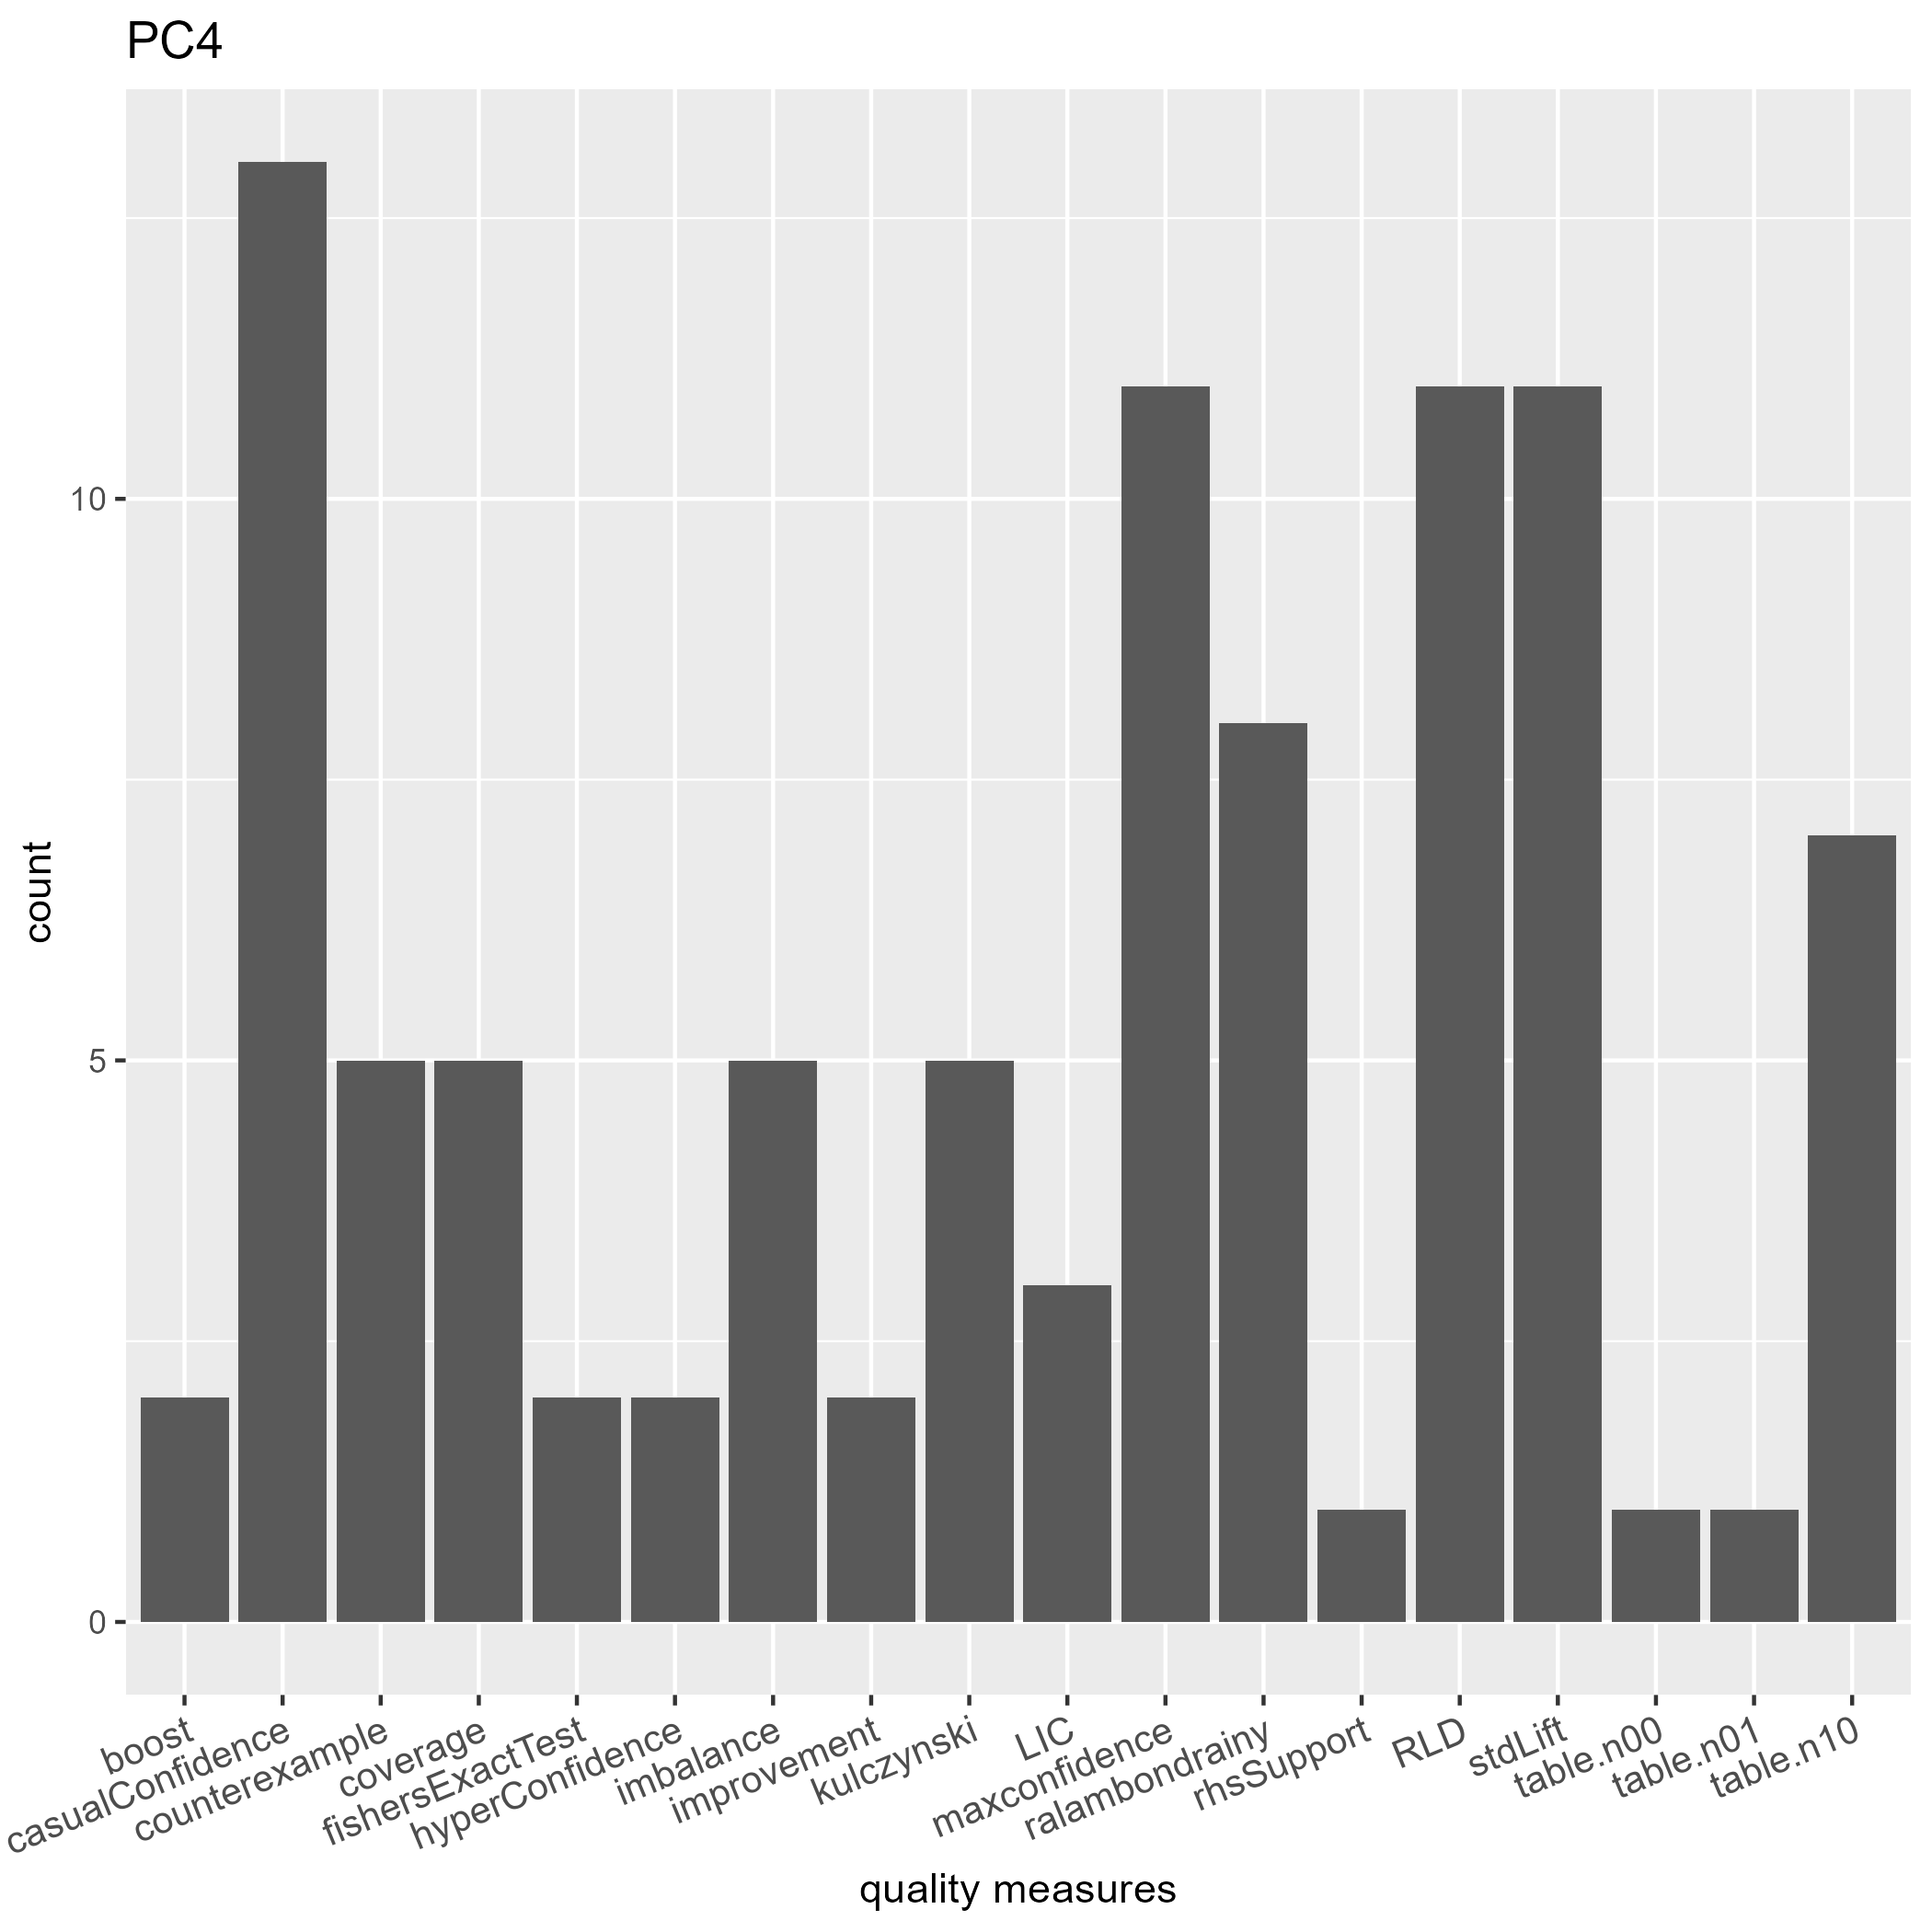 PC4
count
10
5
0
boost
casualConfidence
counterexample
coverage
fishersExactTest
hyperConfidence
imbalance
improvement
kulczynski
LIC
maxconfidence
ralambondrainy
rhsSupport
RLD
stdLift
table.n00
table.n01
table.n10
quality measures